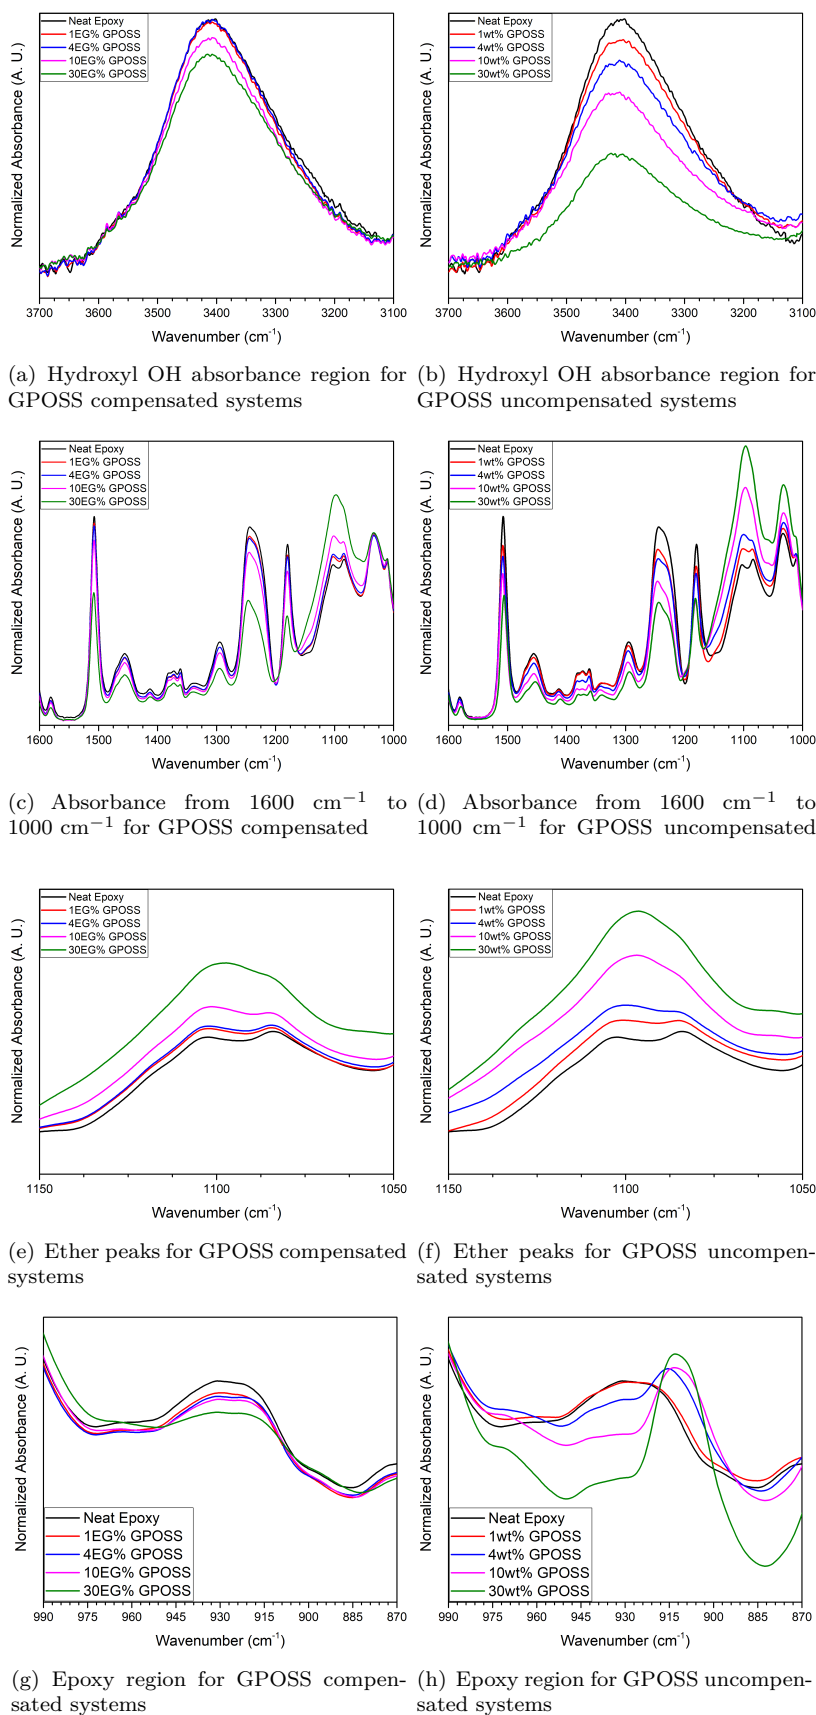 Neat Epoxy
1EG% GPOSS
4EG% GPOSS
10EG% GPOSS
30EG% GPOSS
Normalized Absorbance (A. U.)
3700 3600 3500 3400 3300 3200 3100
Wavenumber (cm-1)
(a) Hydroxyl OH absorbance region for
GPOSS compensated systems
Neat Epoxy
1wt% GPOSS
4wt% GPOSS
10wt% GPOSS
30wt% GPOSS
Normalized Absorbance (A. U.)
3700 3600 3500 3400 3300 3200 3100
Wavenumber (cm-1)
(b) Hydroxyl OH absorbance region for
GPOSS uncompensated systems
Neat Epoxy
1EG% GPOSS
4EG% GPOSS
10EG% GPOSS
30EG% GPOSS
Normalized Absorbance (A. U.)
1600 1500 1400 1300 1200 1100 1000
Wavenumber (cm-1)
(c) Absorbance from 1600 cm−1 to
1000 cm−1 for GPOSS compensated
Neat Epoxy
1wt% GPOSS
4wt% GPOSS
10wt% GPOSS
30wt% GPOSS
Normalized Absorbance (A. U.)
1600 1500 1400 1300 1200 1100 1000
Wavenumber (cm-1)
(d) Absorbance from 1600 cm−1 to
1000 cm−1 for GPOSS uncompensated
Neat Epoxy
1EG% GPOSS
4EG% GPOSS
10EG% GPOSS
30EG% GPOSS
Normalized Absorbance (A. U.)
1150 1100 1050
Wavenumber (cm-1)
(e) Ether peaks for GPOSS compensated
systems
Neat Epoxy
1wt% GPOSS
4wt% GPOSS
10wt% GPOSS
30wt% GPOSS
Normalized Absorbance (A. U.)
1150 1100 1050
Wavenumber (cm-1)
(f) Ether peaks for GPOSS uncompen-
sated systems
Normalized Absorbance (A. U.)
Neat Epoxy
1EG% GPOSS
4EG% GPOSS
10EG% GPOSS
30EG% GPOSS
990 975 960 945 930 915 900 885 870
Wavenumber (cm-1)
(g) Epoxy region for GPOSS compen-
sated systems
Normalized Absorbance (A. U.)
Neat Epoxy
1wt% GPOSS
4wt% GPOSS
10wt% GPOSS
30wt% GPOSS
990 975 960 945 930 915 900 885 870
Wavenumber (cm-1)
(h) Epoxy region for GPOSS uncompen-
sated systems